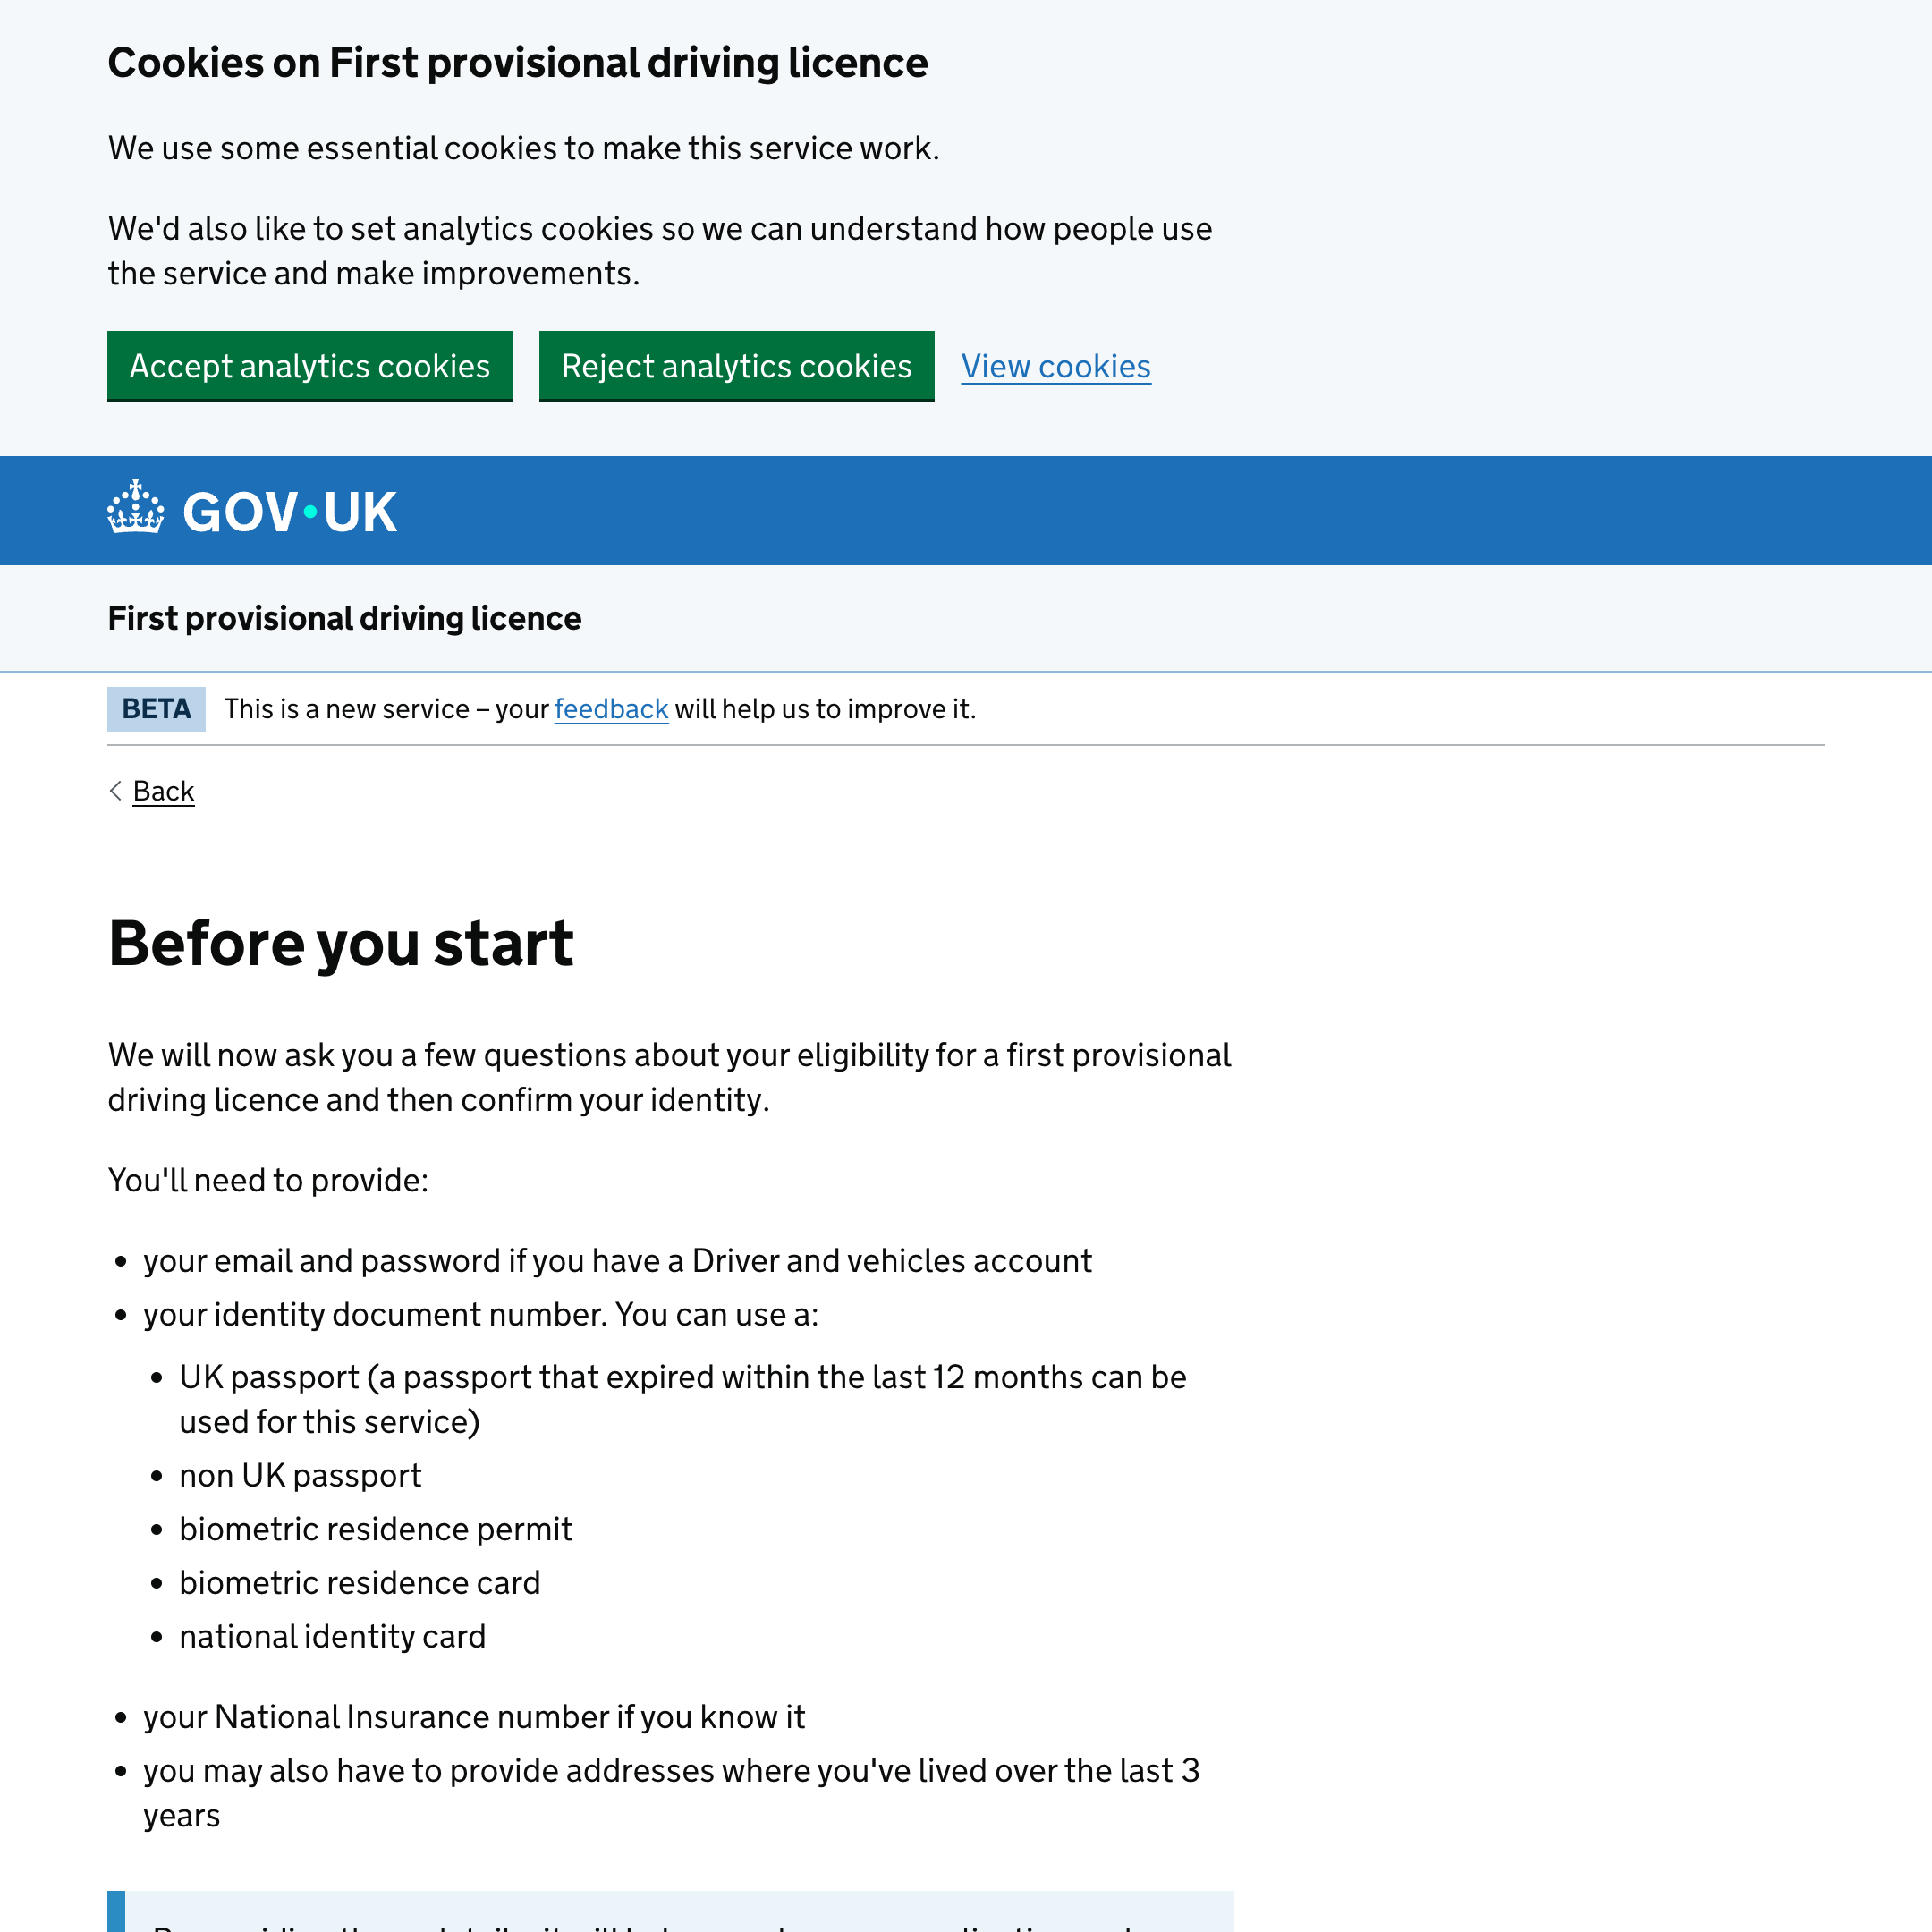 Cookies on First provisional driving licence
We use some essential cookies to make this service work.
We'd also like to set analytics cookies so we can understand how people use
the service and make improvements.
Accept analytics cookies
Reject analytics cookies
View cookies
GOV·UK
First provisional driving licence
BETA
This is a new service – your feedback will help us to improve it.
Back
Before you start
We will now ask you a few questions about your eligibility for a first provisional
driving licence and then confirm your identity.
You'll need to provide:
• your email and password if you have a Driver and vehicles account
• your identity document number. You can use a:
• UK passport (a passport that expired within the last 12 months can be
used for this service)
• non UK passport
• biometric residence permit
• biometric residence card
• national identity card
• your National Insurance number if you know it
• you may also have to provide addresses where you've lived over the last 3
years